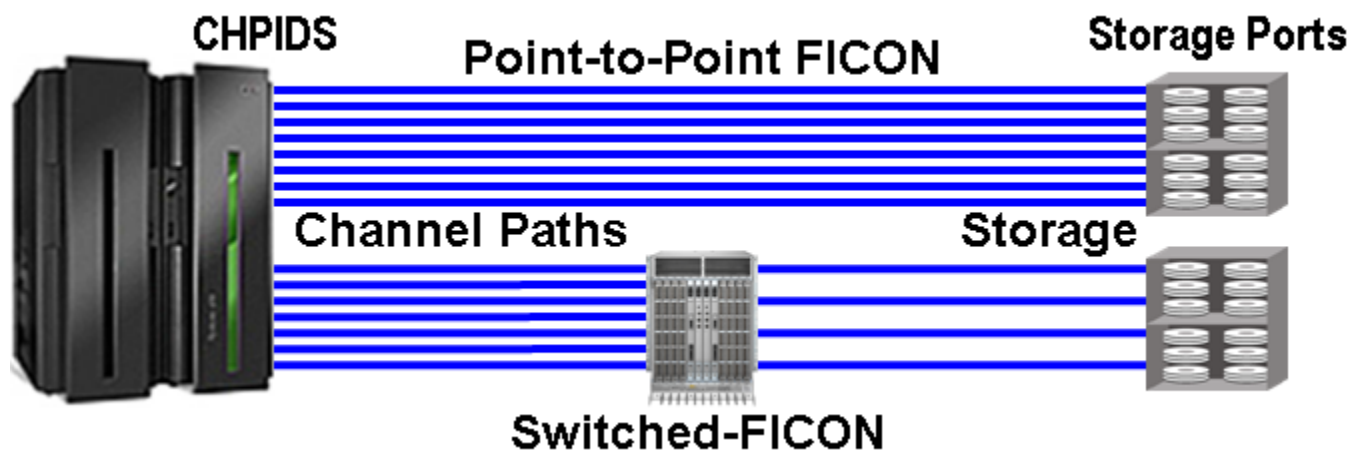 CHPIDS
Storage Ports
Point-to-Point FICON
Channel Paths
Storage
Switched-FICON